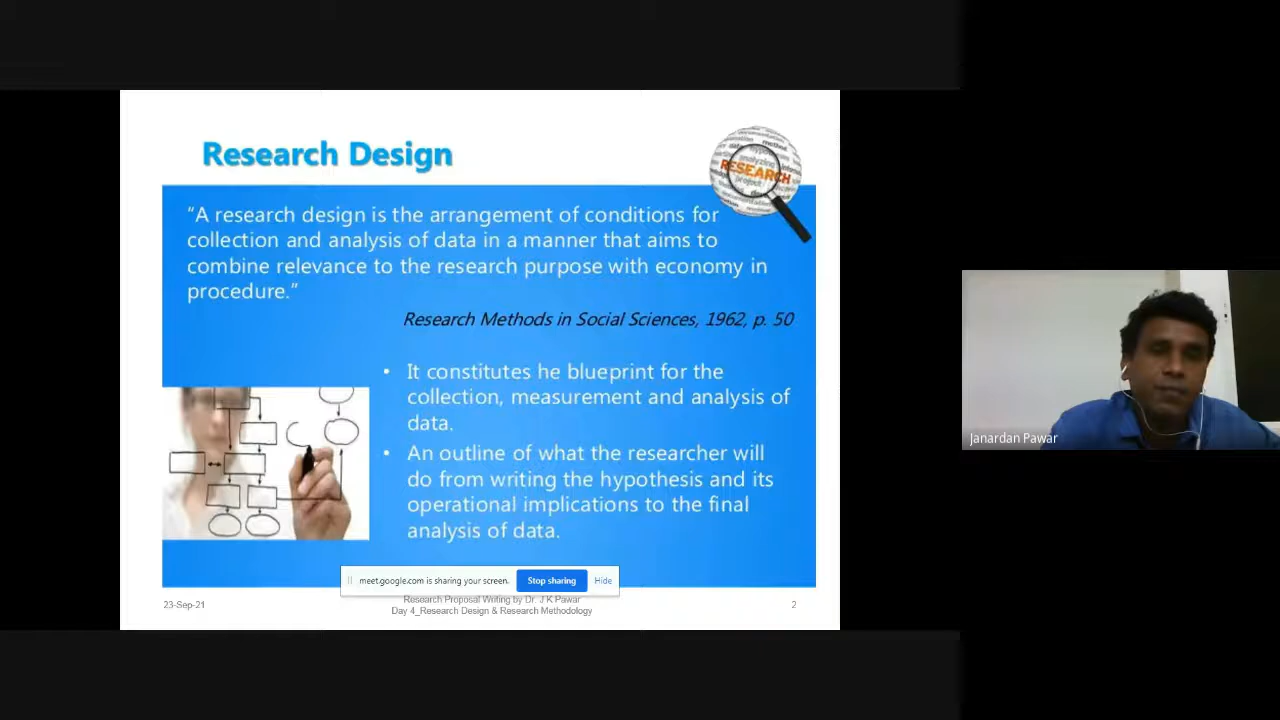 Research Design
RESEARCH
"A research design is the arrangement of conditions for
collection and analysis of data in a manner that aims to
combine relevance to the research purpose with economy in
procedure."
Research Methods in Social Sciences, 1962, p. 50
• It constitutes he blueprint for the
collection, measurement and analysis of
data.
• An outline of what the researcher will
do from writing the hypothesis and its
operational implications to the final
analysis of data.
meet.google.com is sharing your screen.
Stop sharing
Hide
23-Sep-21
Research Proposal Writing by Dr. J K Pawar
Day 4_Research Design & Research Methodology
2
Janardan Pawar